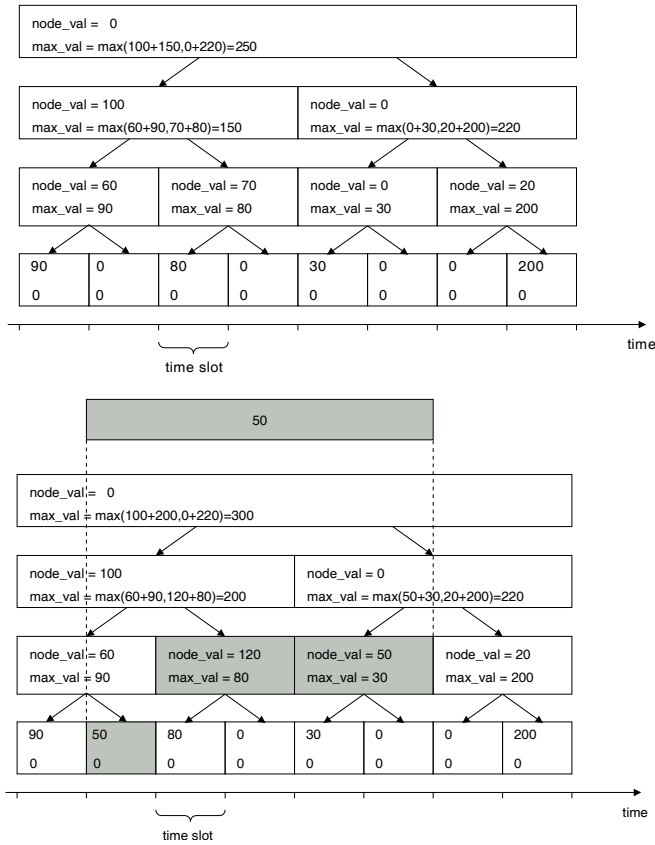 node_val = 0
max_val = max(100+150,0+220)=250
node_val = 100
max_val = max(60+90,70+80)=150
node_val = 0
max_val = max(0+30,20+200)=220
node_val = 60
max_val = 90
node_val = 70
max_val = 80
node_val = 0
max_val = 30
node_val = 20
max_val = 200
90 0 80 0 30 0 0 200
0 0 0 0 0 0 0 0
time
time slot
50
node_val = 0
max_val = max(100+200,0+220)=300
node_val = 100
max_val = max(60+90,120+80)=200
node_val = 0
max_val = max(50+30,20+200)=220
node_val = 60
max_val = 90
node_val = 120
max_val = 80
node_val = 50
max_val = 30
node_val = 20
max_val = 200
90 50 80 0 30 0 0 200
0 0 0 0 0 0 0 0
time
time slot